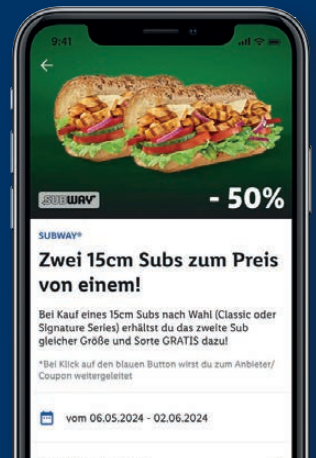 9:41
SUBWAY
- 50%
SUBWAY®
Zwei 15cm Subs zum Preis
von einem!
Bei Kauf eines 15cm Subs nach Wahl (Classic oder
Signature Series) erhältst du das zweite Sub
gleicher Größe und Sorte GRATIS dazu!
*Bei Klick auf den blauen Button wirst du zum Anbieter/
Coupon weitergeleitet
vom 06.05.2024 - 02.06.2024